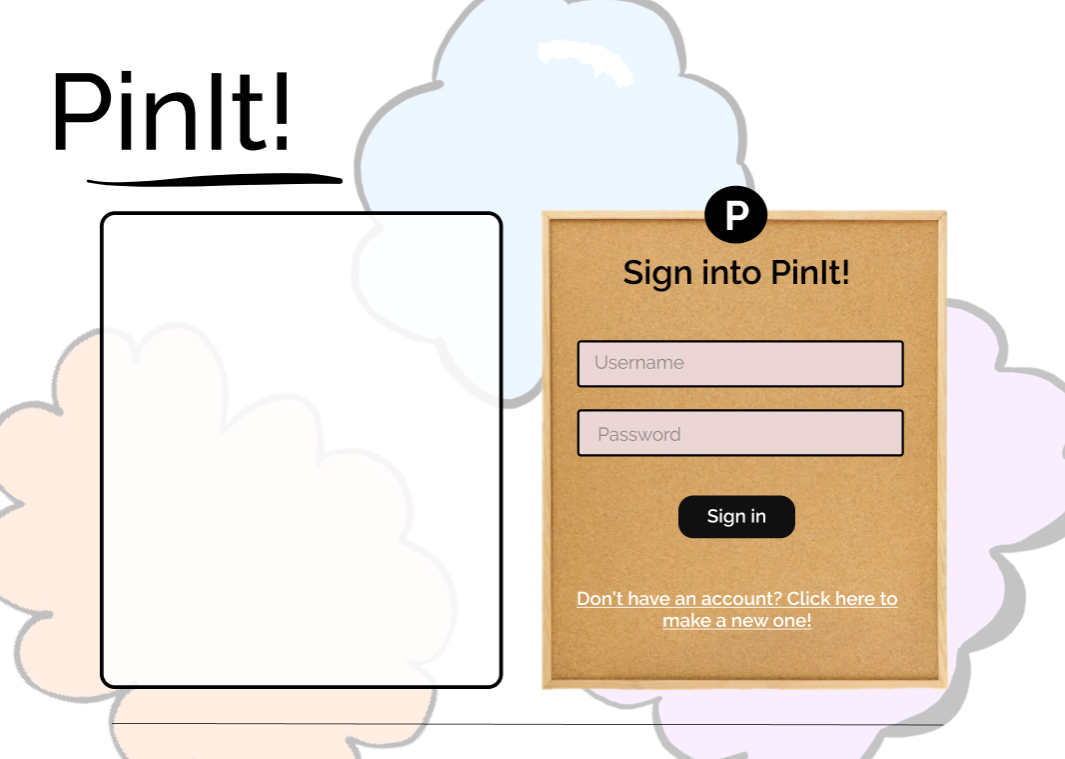 PinIt!
P
Sign into PinIt!
Username
Password
Sign in
Don't have an account? Click here to
make a new one!